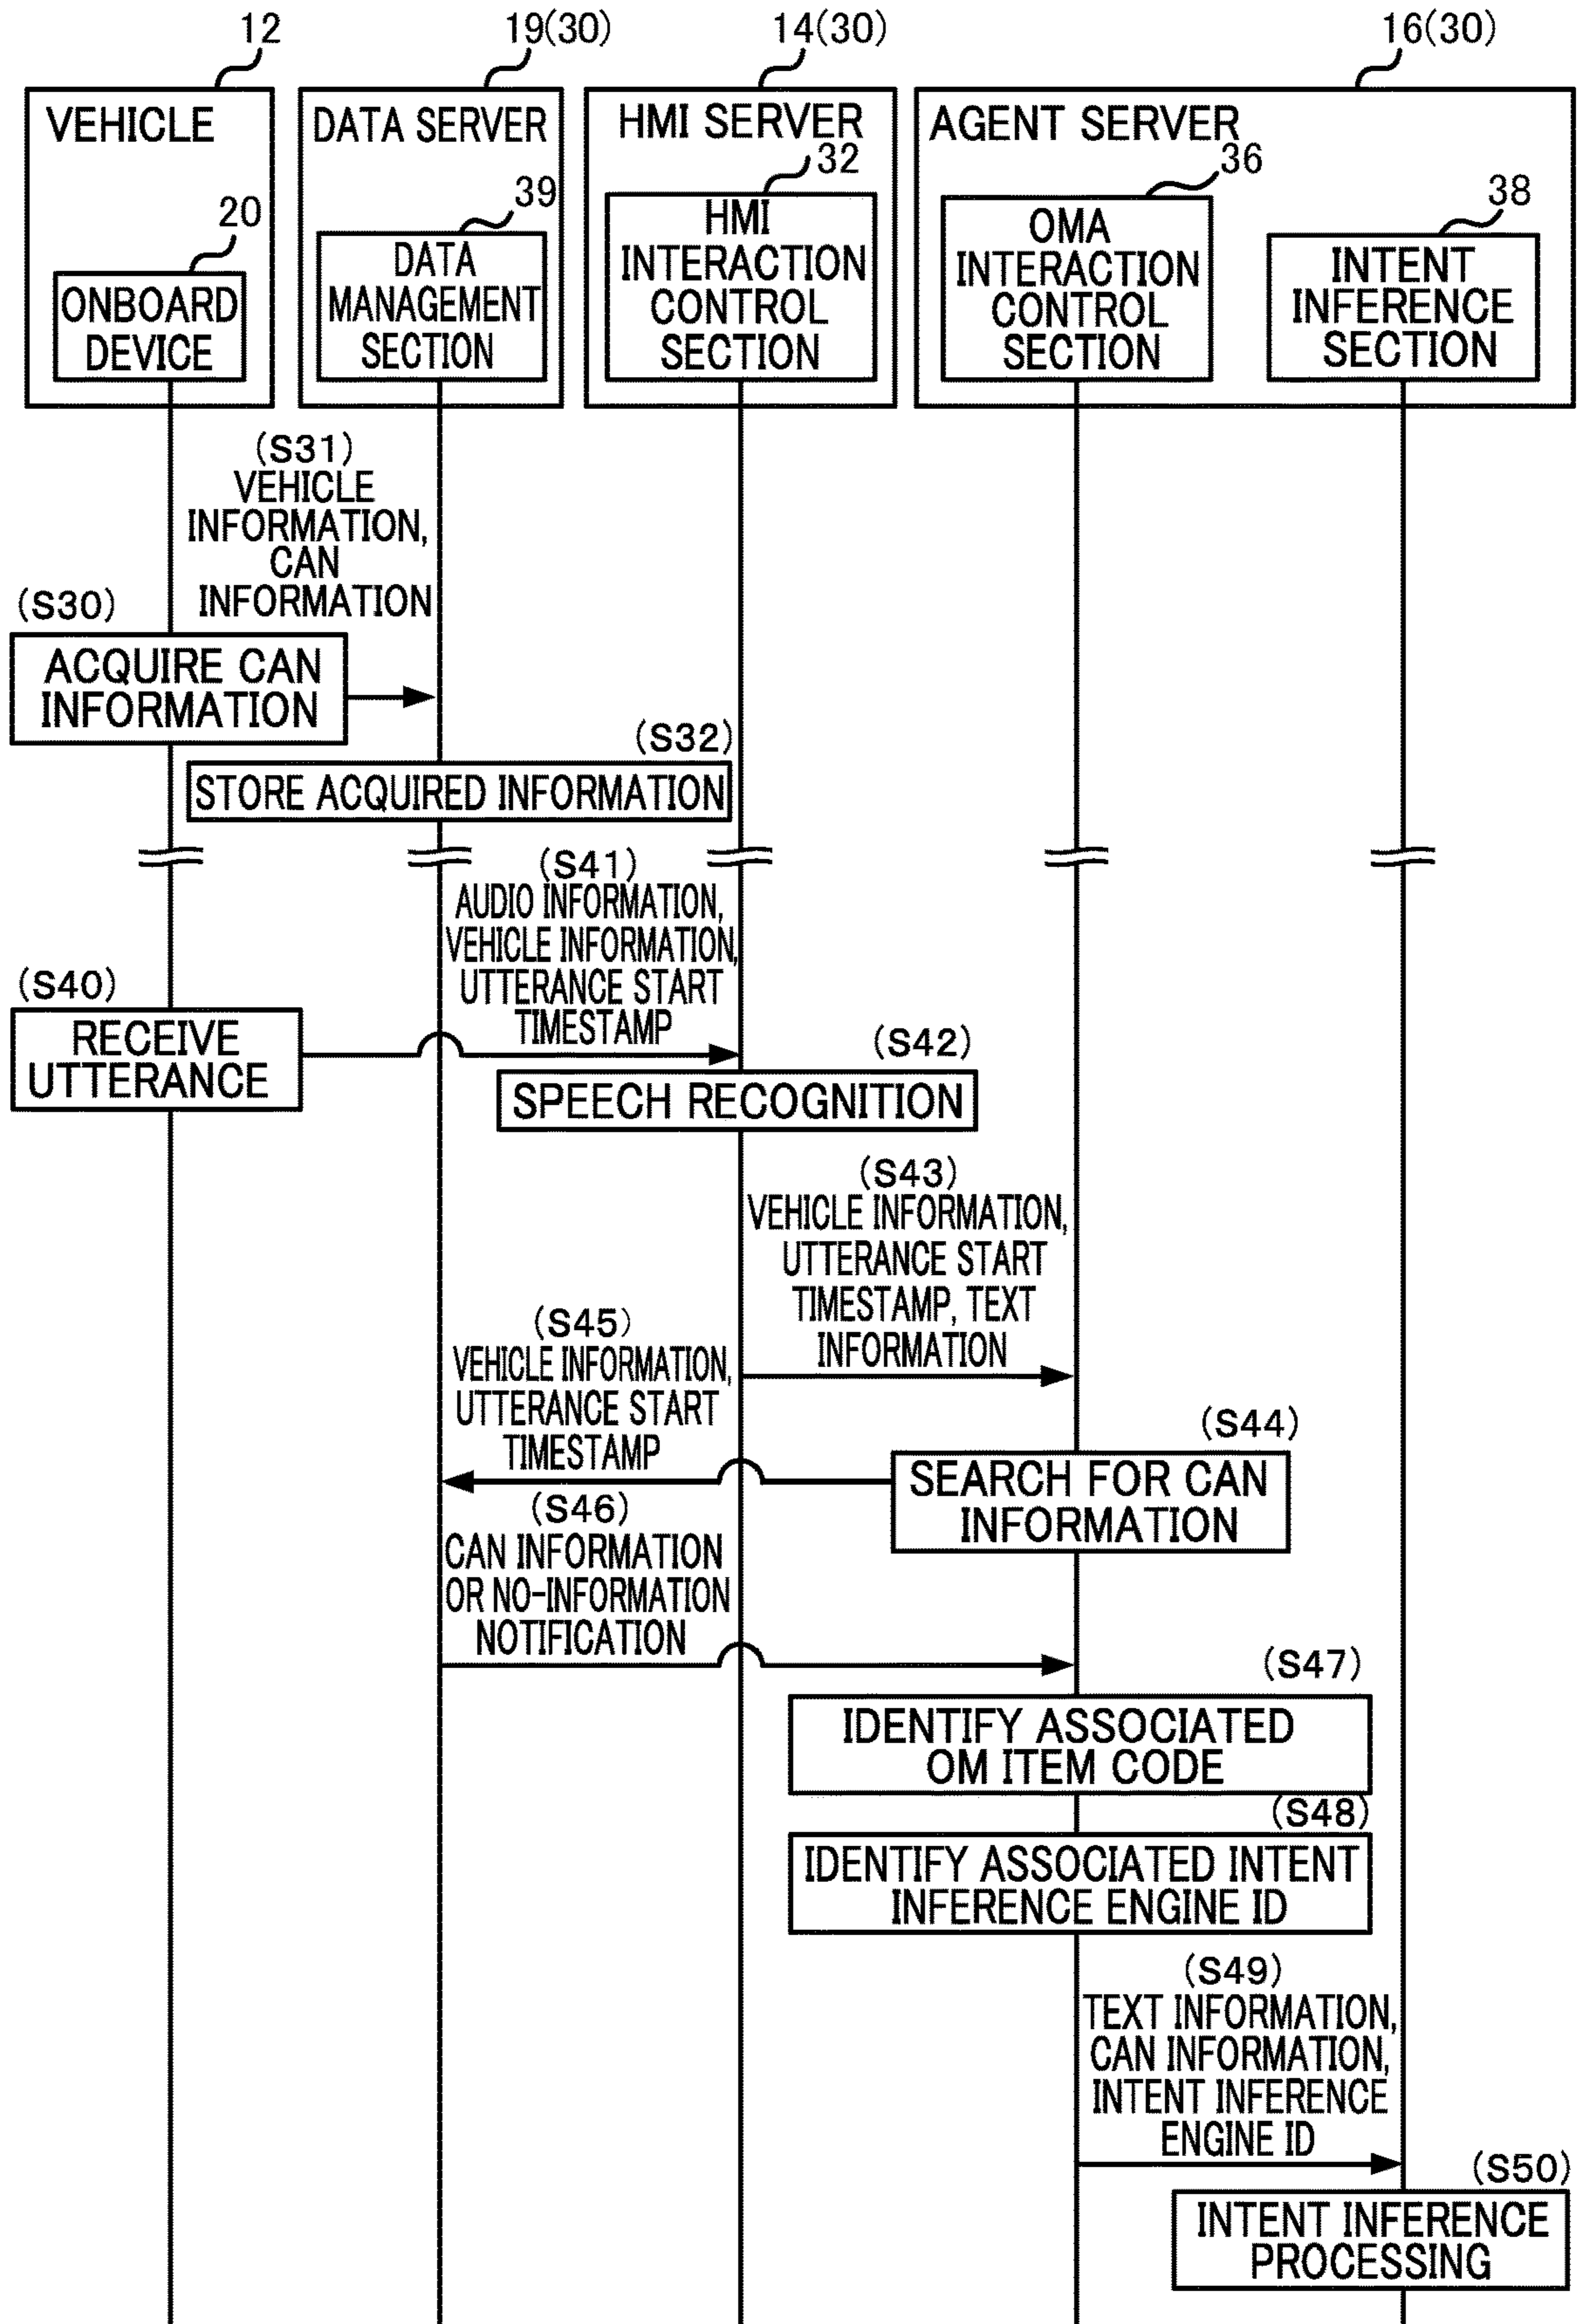 12
19(30)
14(30)
16(30)
VEHICLE
DATA SERVER
HMI SERVER
AGENT SERVER
20
ONBOARD
DEVICE
39
DATA
MANAGEMENT
SECTION
32
HMI
INTERACTION
CONTROL
SECTION
36
OMA
INTERACTION
CONTROL
SECTION
38
INTENT
INFERENCE
SECTION
(S31)
VEHICLE
INFORMATION,
CAN
INFORMATION
(S30)
ACQUIRE CAN
INFORMATION
(S32)
STORE ACQUIRED INFORMATION
(S41)
AUDIO INFORMATION,
VEHICLE INFORMATION,
UTTERANCE START
TIMESTAMP
(S40)
RECEIVE
UTTERANCE
(S42)
SPEECH RECOGNITION
(S43)
VEHICLE INFORMATION,
UTTERANCE START
TIMESTAMP, TEXT
INFORMATION
(S45)
VEHICLE INFORMATION,
UTTERANCE START
TIMESTAMP
(S44)
SEARCH FOR CAN
INFORMATION
(S46)
CAN INFORMATION
OR NO-INFORMATION
NOTIFICATION
(S47)
IDENTIFY ASSOCIATED
OM ITEM CODE
(S48)
IDENTIFY ASSOCIATED INTENT
INFERENCE ENGINE ID
(S49)
TEXT INFORMATION,
CAN INFORMATION,
INTENT INFERENCE
ENGINE ID
(S50)
INTENT INFERENCE
PROCESSING